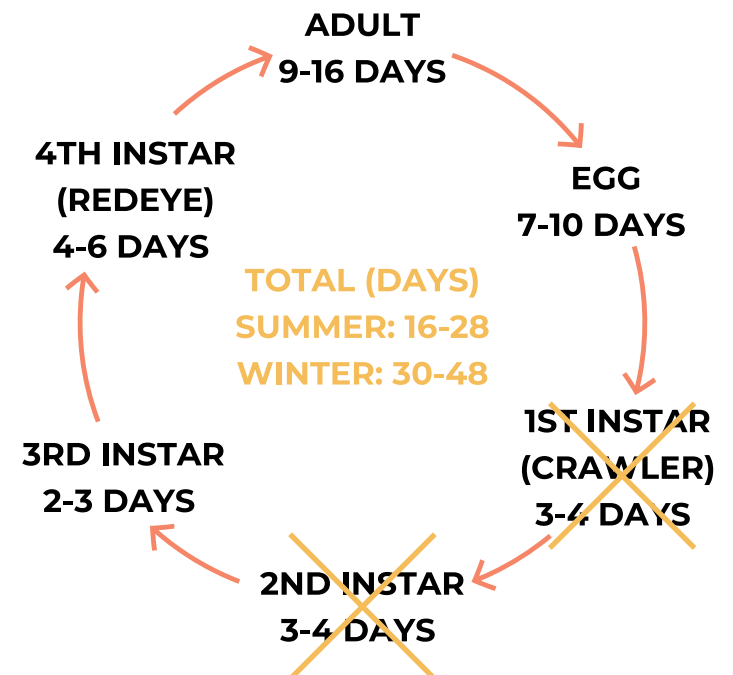 ADULT
9-16 DAYS
EGG
7-10 DAYS
1ST INSTAR
(CRAWLER)
3-4 DAYS
2ND INSTAR
3-4 DAYS
3RD INSTAR
2-3 DAYS
4TH INSTAR
(REDEYE)
4-6 DAYS
TOTAL (DAYS)
SUMMER: 16-28
WINTER: 30-48